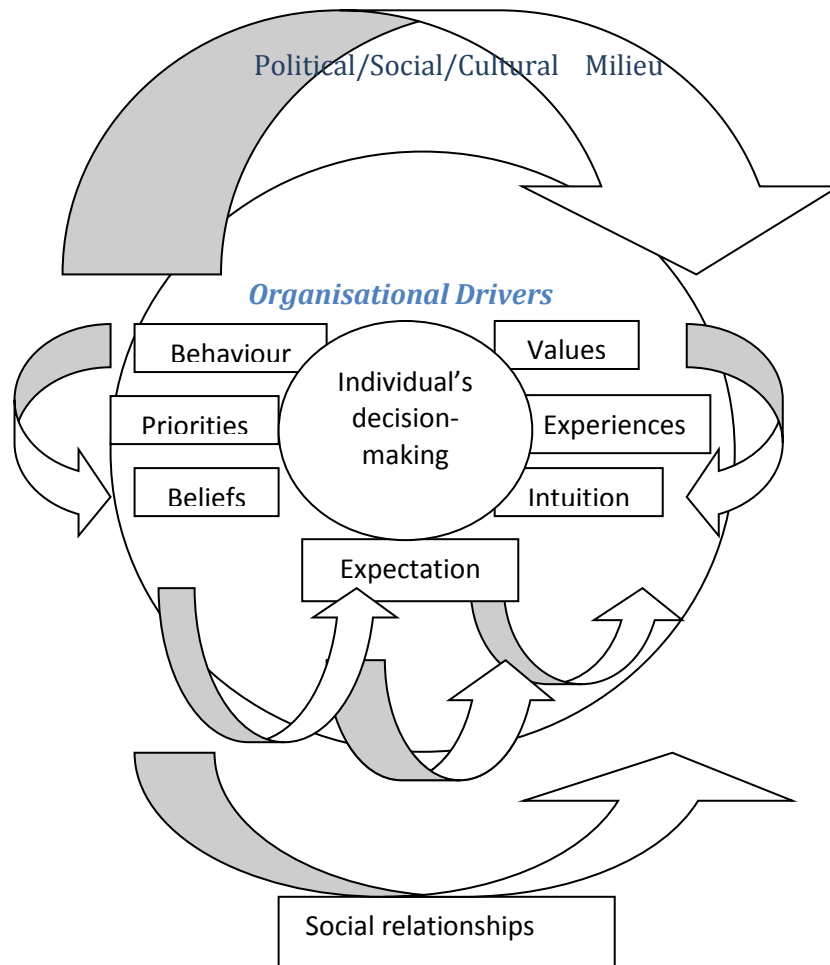 Political/Social/Cultural Milieu
Organisational Drivers
Behaviour
Values
Individual's
decision-
making
Priorities
Experiences
Beliefs
Intuition
Expectation
Social relationships